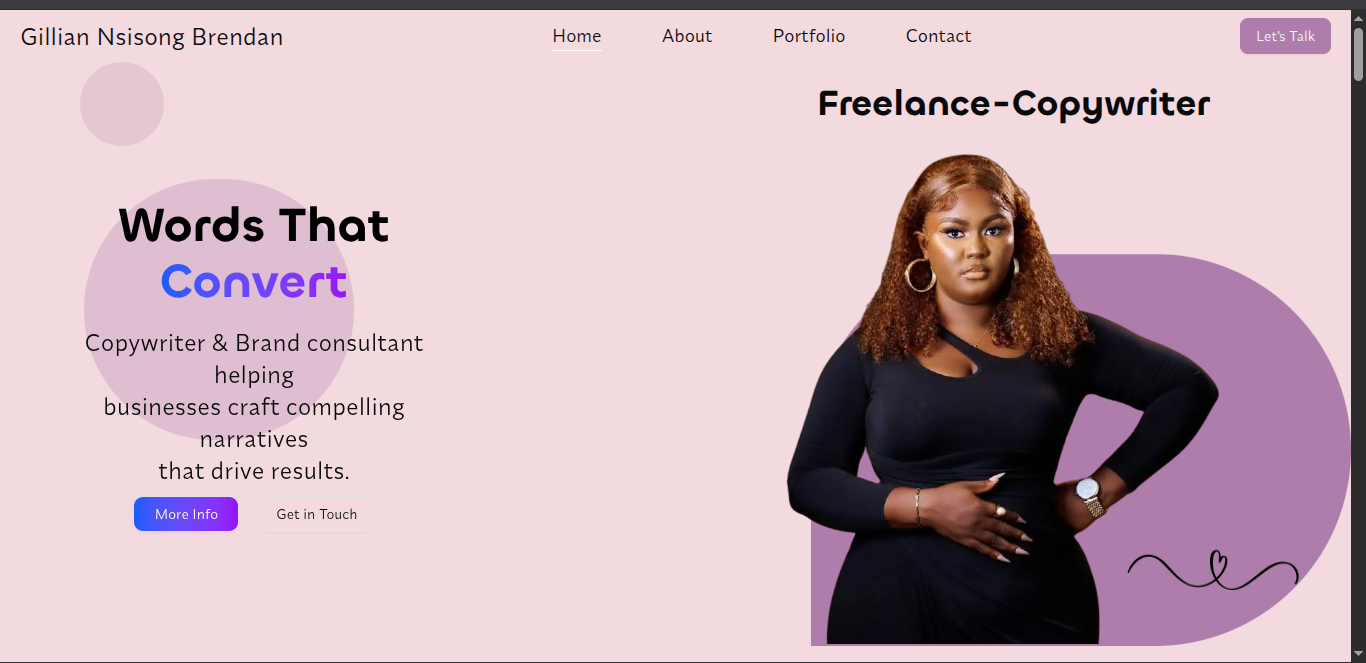 Gillian Nsisong Brendan
Home About Portfolio Contact
Let's Talk
Freelance-Copywriter
Words That
Convert
Copywriter & Brand consultant
helping
businesses craft compelling
narratives
that drive results.
More Info
Get in Touch